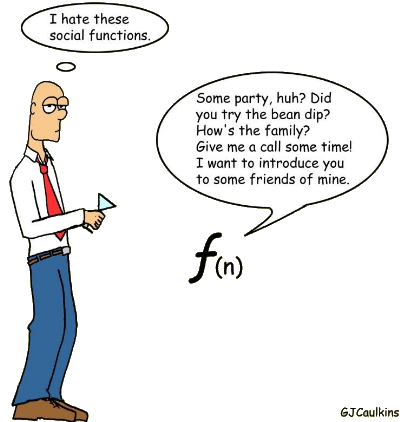 I hate these
social functions.
Some party, huh? Did
you try the bean dip?
How's the family?
Give me a call some time!
I want to introduce you
to some friends of mine.
f(n)
GJCaulkins